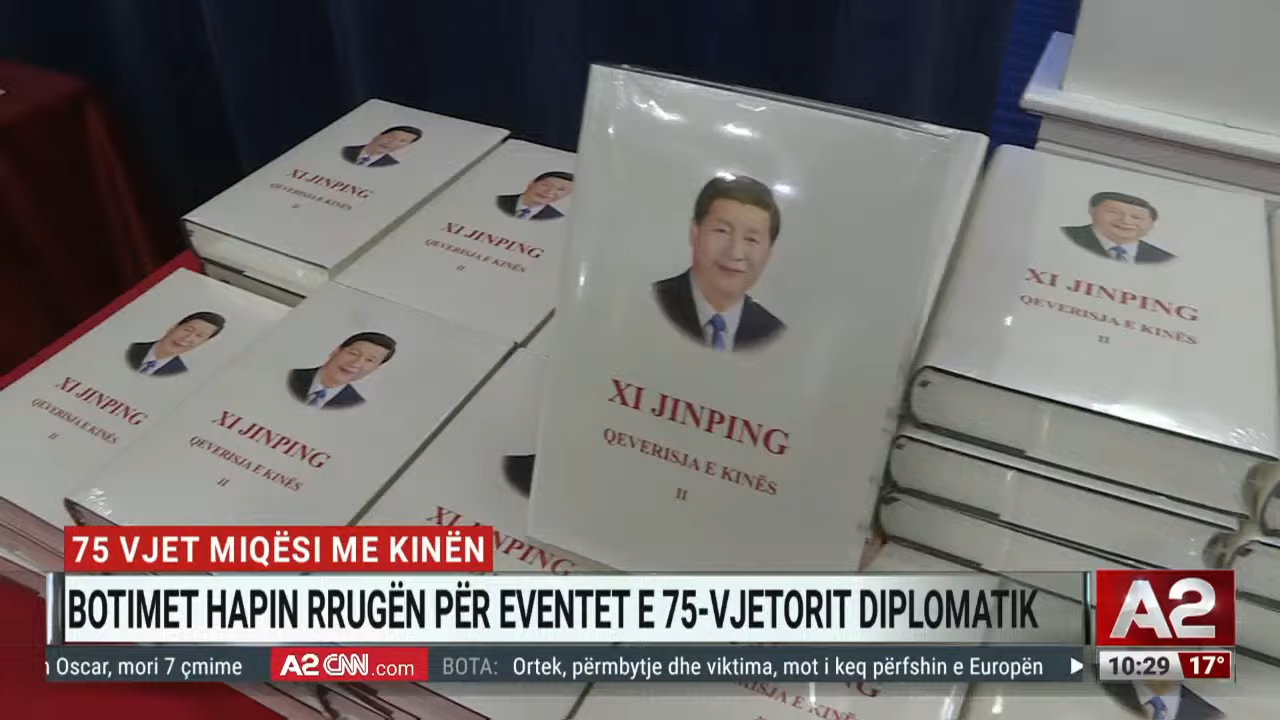 XI JINPING
QEVERISJA E KINËS
II
XI JINPING
QEVERISJA E KINËS
II
XI JINPING
QEVERISJA E KINËS
II
XI JINPING
QEVERISJA E KINËS
II
XI JINPING
QEVERISJA E KINËS
II
XI JINPING
QEVERISJA E KINËS
II
75 VJET MIQËSI ME KINËN
BOTIMET HAPIN RRUGËN PËR EVENTET E 75-VJETORIT DIPLOMATIK
A2
Oscar, mori 7 çmime
A2 CNN.com
BOTA: Ortek, përmbytje dhe viktima, mot i keq përfshin e Europën
10:29 17°